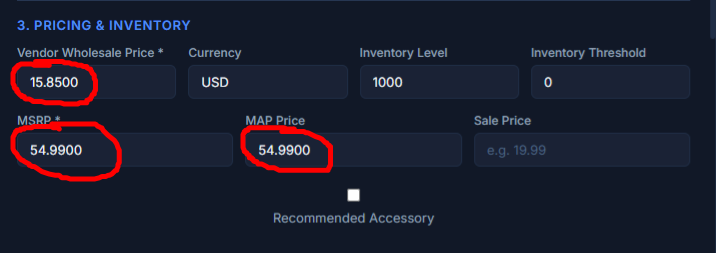 3. PRICING & INVENTORY
Vendor Wholesale Price * Currency Inventory Level Inventory Threshold
15.8500 USD 1000 0
MSRP * MAP Price Sale Price
54.9900 54.9900 e.g. 19.99
Recommended Accessory